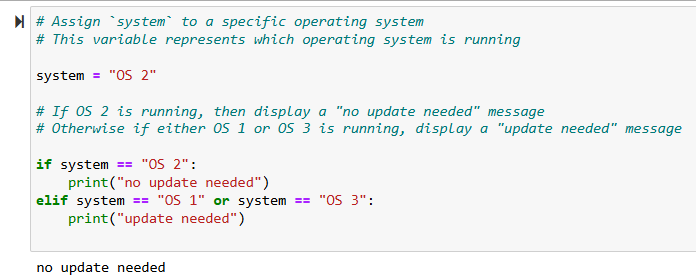 # Assign `system` to a specific operating system
# This variable represents which operating system is running
system = "OS 2"
# If OS 2 is running, then display a "no update needed" message
# Otherwise if either OS 1 or OS 3 is running, display a "update needed" message
if system == "OS 2":
    print("no update needed")
elif system == "OS 1" or system == "OS 3":
    print("update needed")
no update needed